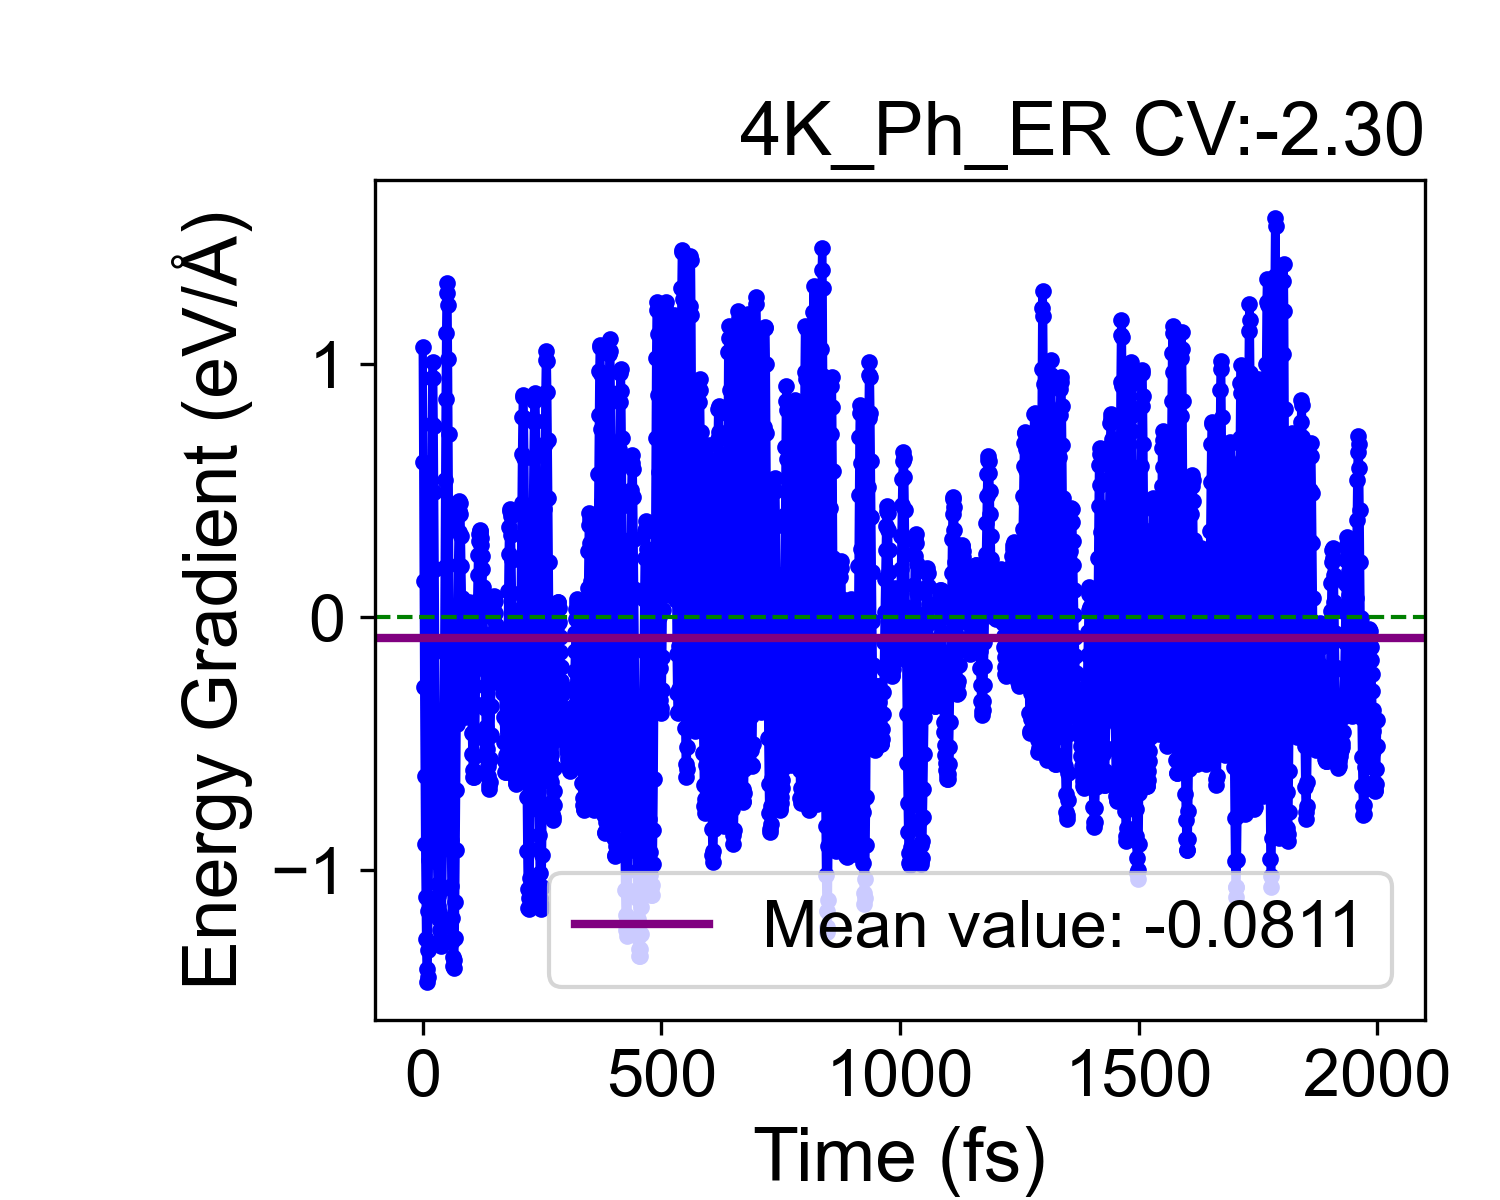 4K_Ph_ER CV:-2.30
Energy Gradient (eV/Å)
1
0
−1
Mean value: -0.0811
0 500 1000 1500 2000
Time (fs)